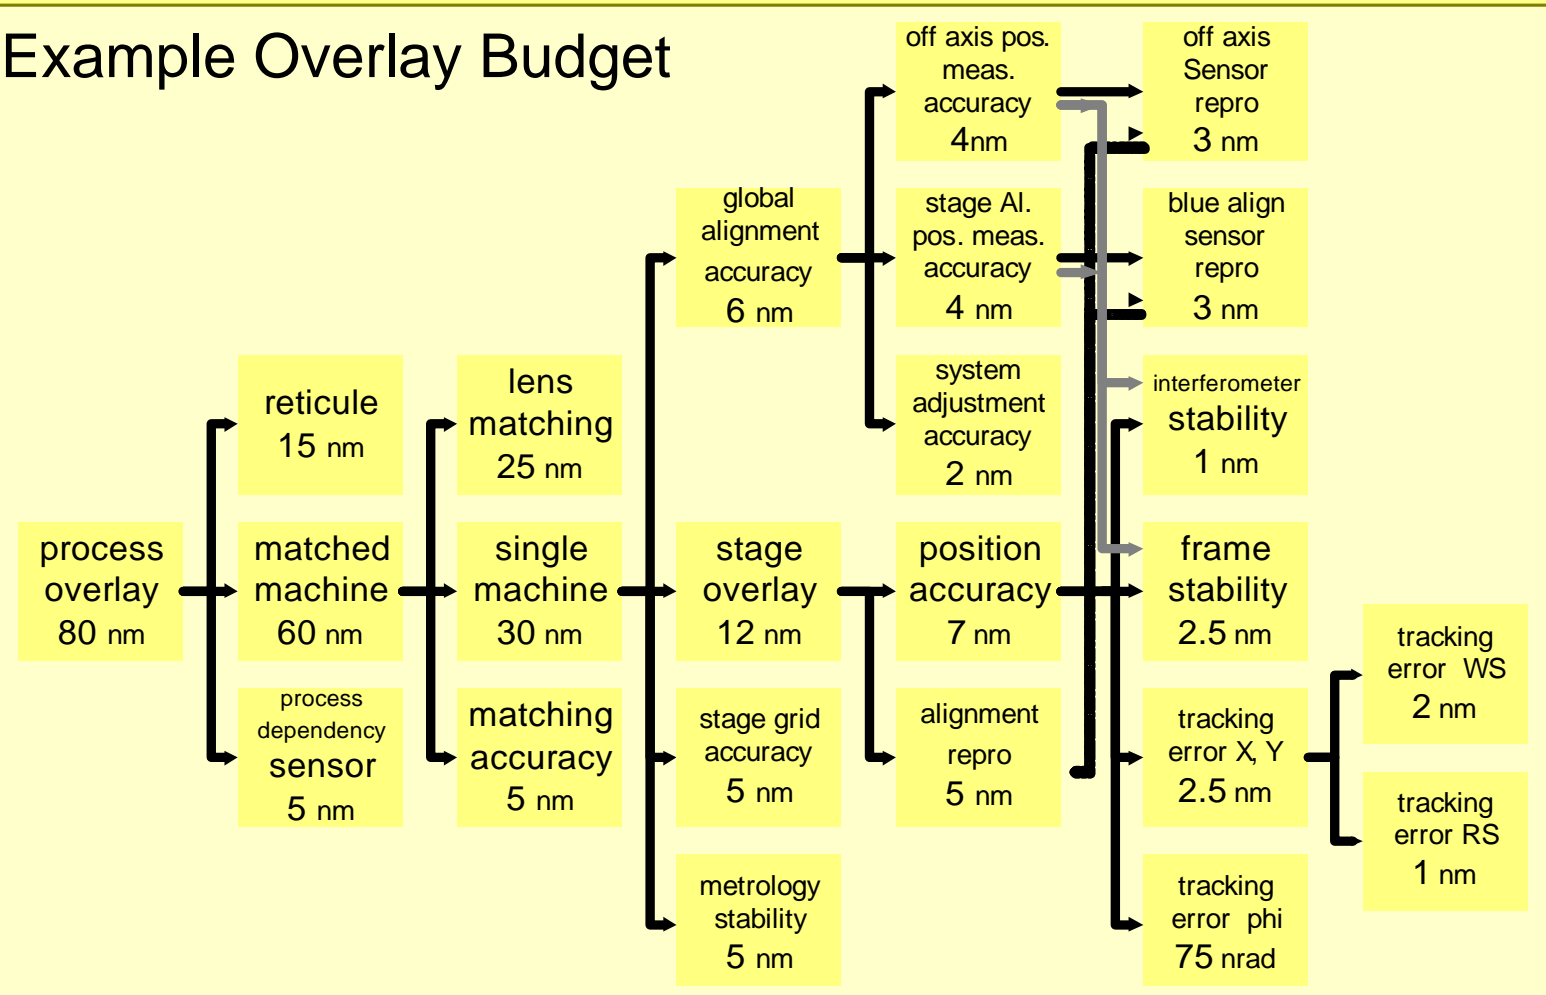 Example Overlay Budget
off axis pos.
meas.
accuracy
4nm
off axis
Sensor
repro
3 nm
global
alignment
accuracy
6 nm
stage Al.
pos. meas.
accuracy
4 nm
blue align
sensor
repro
3 nm
reticule
15 nm
lens
matching
25 nm
system
adjustment
accuracy
2 nm
interferometer
stability
1 nm
process
overlay
80 nm
matched
machine
60 nm
single
machine
30 nm
stage
overlay
12 nm
position
accuracy
7 nm
frame
stability
2.5 nm
tracking
error WS
2 nm
process
dependency
sensor
5 nm
matching
accuracy
5 nm
stage grid
accuracy
5 nm
alignment
repro
5 nm
tracking
error X, Y
2.5 nm
tracking
error RS
1 nm
metrology
stability
5 nm
tracking
error phi
75 nrad